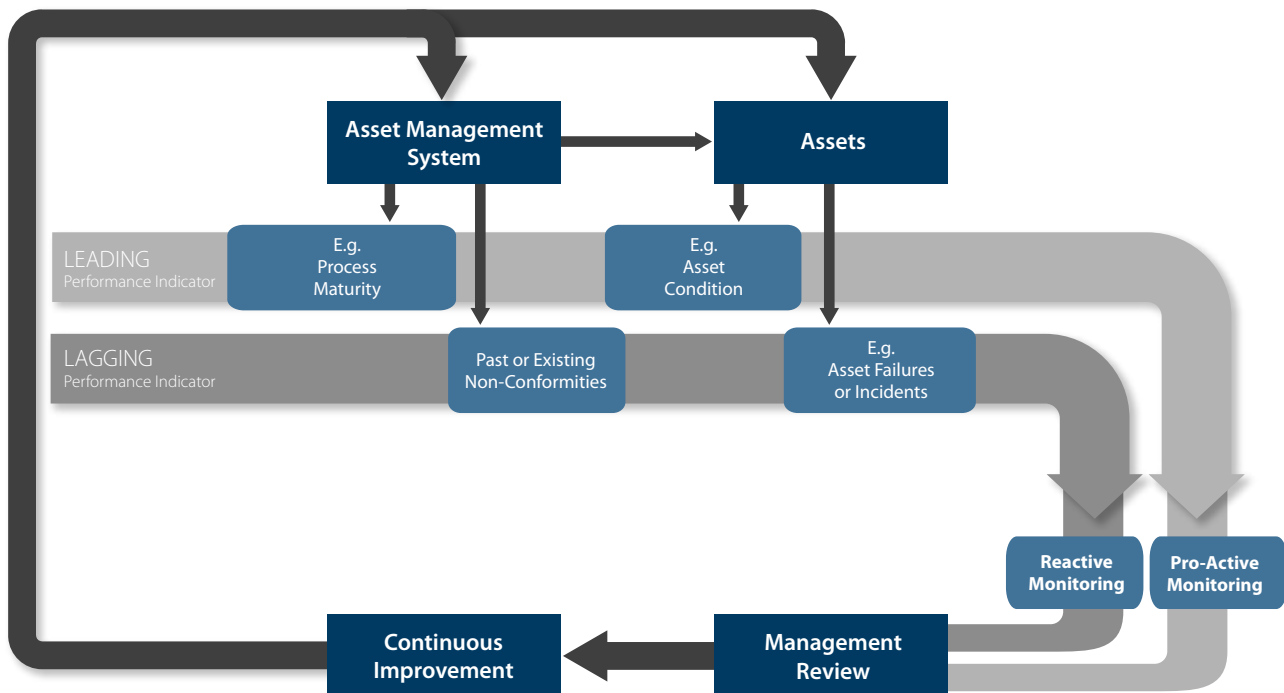 Asset Management
System
Assets
LEADING
Performance Indicator
E.g.
Process
Maturity
E.g.
Asset
Condition
LAGGING
Performance Indicator
Past or Existing
Non-Conformities
E.g.
Asset Failures
or Incidents
Reactive
Monitoring
Pro-Active
Monitoring
Continuous
Improvement
Management
Review